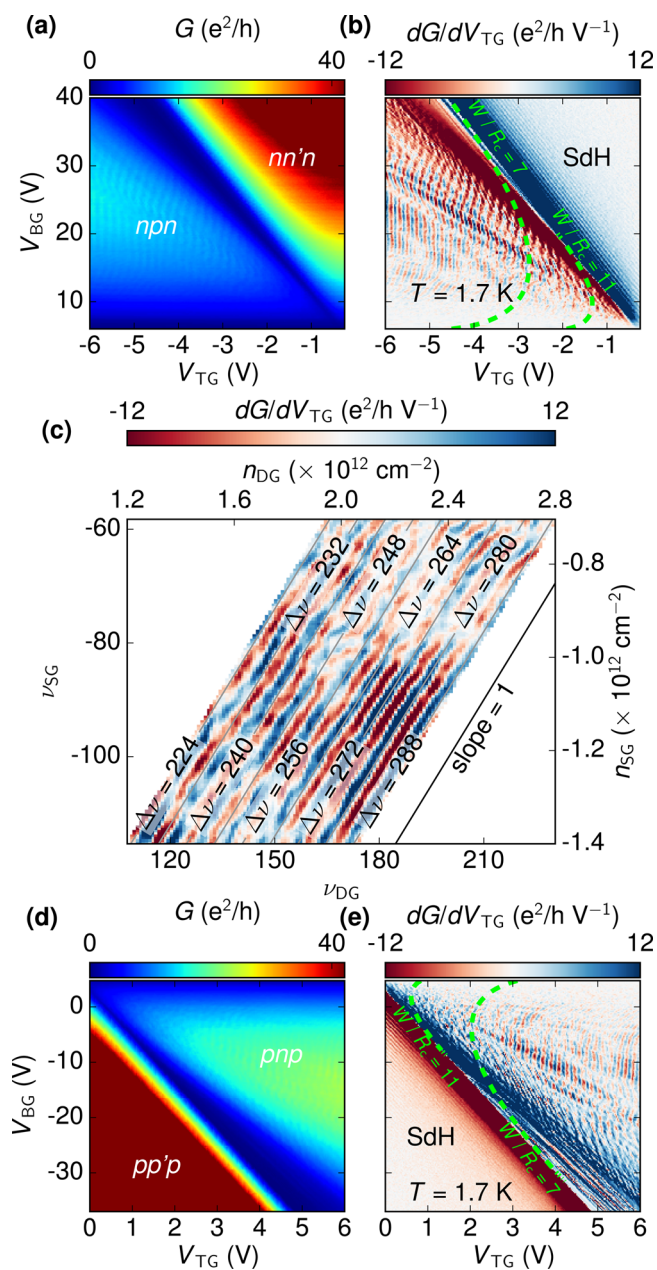 (a) G (e²/h)
0 40
40
30
20
10
V_BG (V)
npn
nn'n
-6 -5 -4 -3 -2 -1
V_TG (V)
(b) dG/dV_TG (e²/h V⁻¹)
-12 12
W/R_c = 7
SdH
W/R_c = 11
T = 1.7 K
-6 -5 -4 -3 -2 -1
V_TG (V)
(c) dG/dV_TG (e²/h V⁻¹)
-12 12
n_DG (× 10¹² cm⁻²)
1.2 1.6 2.0 2.4 2.8
-60
-80
-100
ν_SG
Δν = 232
Δν = 248
Δν = 264
Δν = 280
Δν = 224
Δν = 240
Δν = 256
Δν = 272
Δν = 288
slope = 1
-0.8
-1.0
-1.2
-1.4
n_SG (× 10¹² cm⁻²)
120 150 180 210
ν_DG
(d) G (e²/h)
0 40
0
-10
-20
-30
V_BG (V)
pnp
pp'p
0 1 2 3 4 5 6
V_TG (V)
(e) dG/dV_TG (e²/h V⁻¹)
-12 12
W/R_c = 11
SdH
W/R_c = 7
T = 1.7 K
0 1 2 3 4 5 6
V_TG (V)